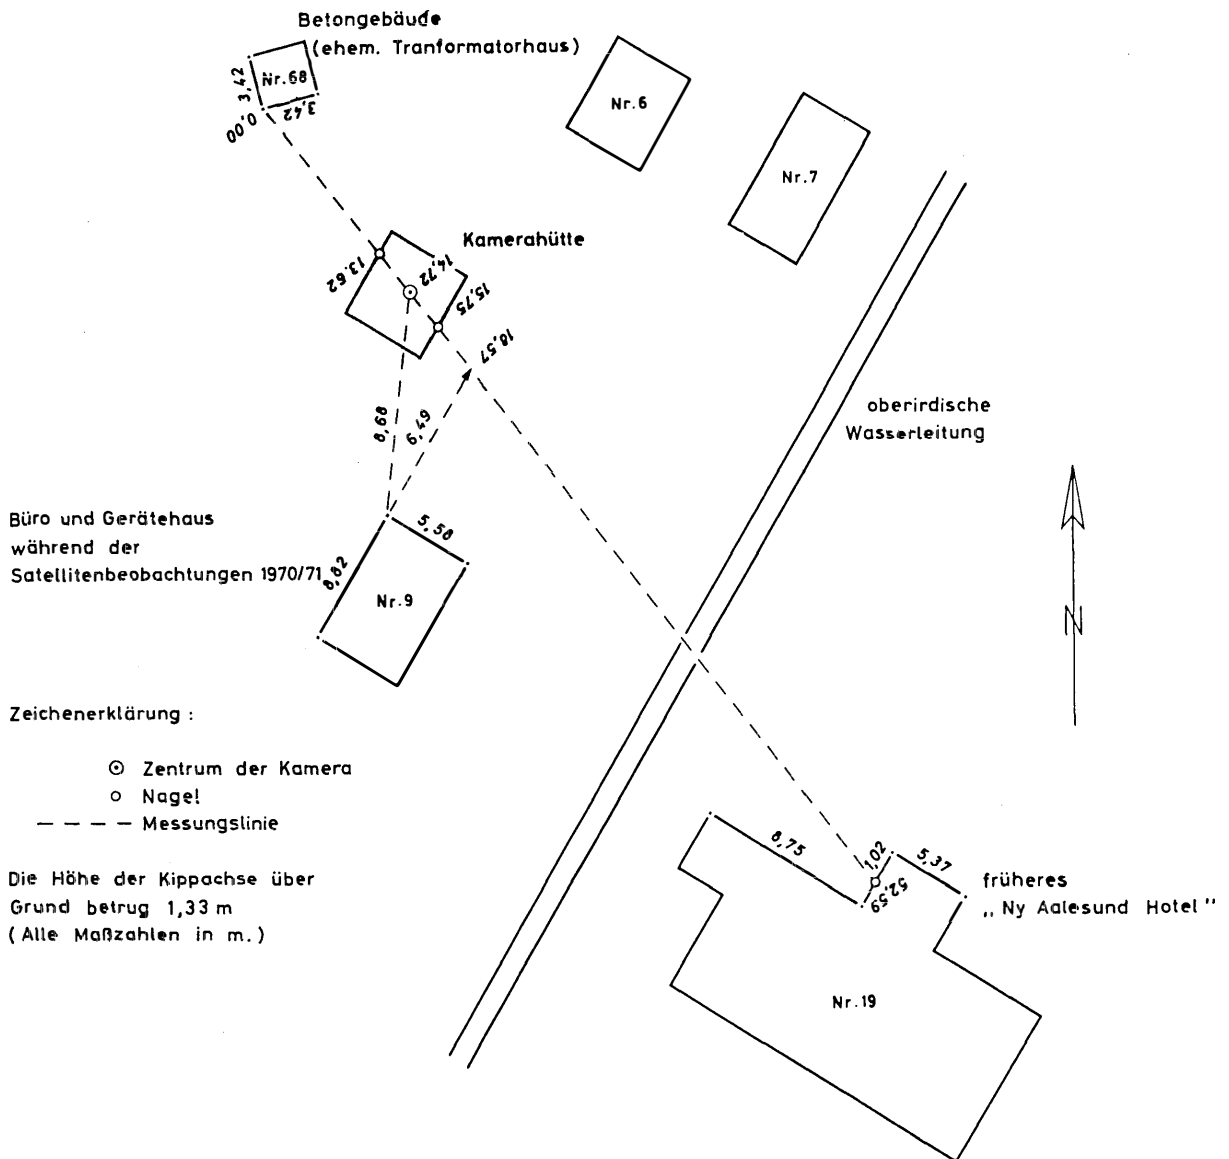 Betongebäude
(ehem. Tranformatorhaus)
Nr.68
3,42
3,42
0,00
Nr.6
Nr.7
Kamerahütte
13.62
14,72
15,75
18,57
8,68
6,49
oberirdische
Wasserleitung
Büro und Gerätehaus
während der
Satellitenbeobachtungen 1970/71
5,58
8,82
Nr.9
N
Zeichenerklärung :
Zentrum der Kamera
Nagel
Messungslinie
Die Höhe der Kippachse über
Grund betrug 1,33 m
(Alle Maßzahlen in m.)
8,75
1,02
5,37
52,59
früheres
„ Ny Aalesund Hotel "
Nr.19